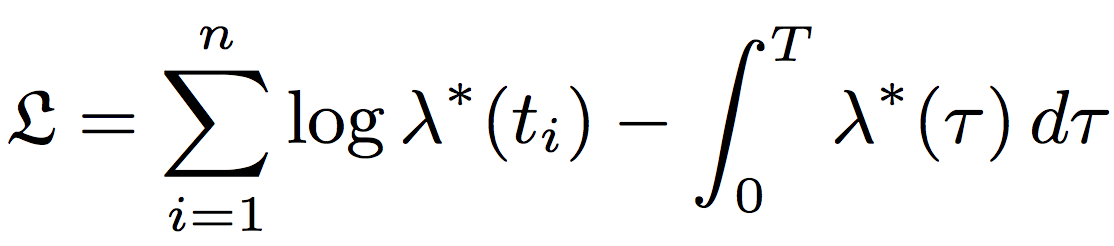 𝔏 = ∑_{i=1}^{n} log λ*(t_i) − ∫_0^T λ*(τ) dτ